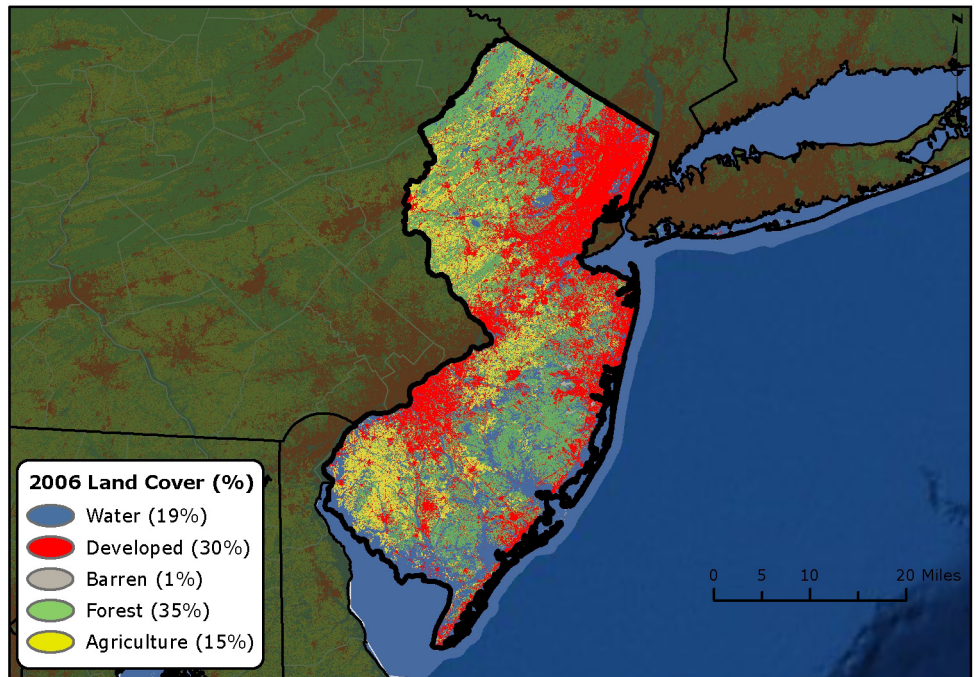 N
2006 Land Cover (%)
Water (19%)
Developed (30%)
Barren (1%)
Forest (35%)
Agriculture (15%)
0 5 10 20 Miles